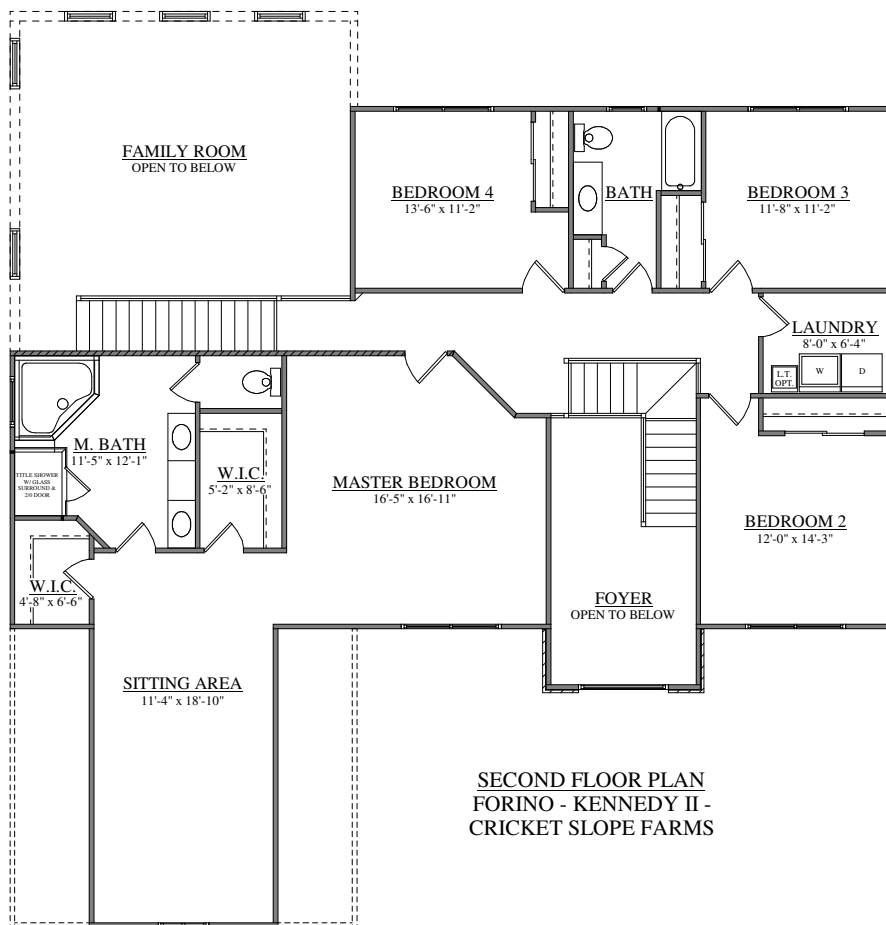 FAMILY ROOM
OPEN TO BELOW
BEDROOM 4
13'-6" x 11'-2"
BATH
BEDROOM 3
11'-8" x 11'-2"
LAUNDRY
8'-0" x 6'-4"
L.T.
OPT.
W
D
M. BATH
11'-5" x 12'-1"
TITLE SHOWER
W/ GLASS
SURROUND &
2/0 DOOR
W.I.C.
5'-2" x 8'-6"
MASTER BEDROOM
16'-5" x 16'-11"
BEDROOM 2
12'-0" x 14'-3"
W.I.C.
4'-8" x 6'-6"
FOYER
OPEN TO BELOW
SITTING AREA
11'-4" x 18'-10"
SECOND FLOOR PLAN
FORINO - KENNEDY II -
CRICKET SLOPE FARMS